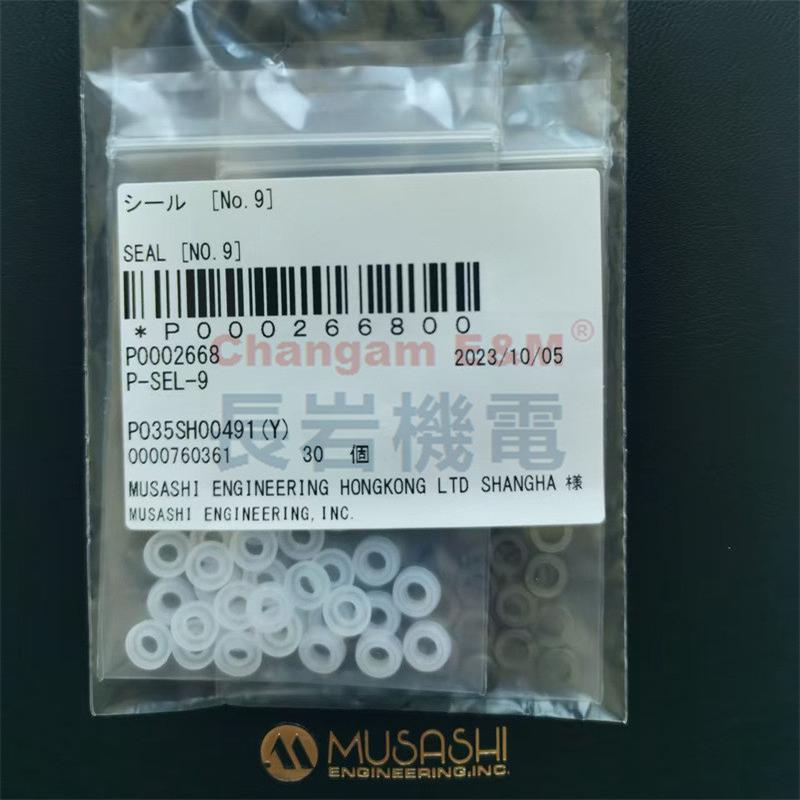 シール [No.9]
SEAL [NO.9]
*P000266800
Changam E&M®
P0002668 2023/10/05
P-SEL-9
長岩機電
PO35SH00491(Y)
0000760361 30 個
MUSASHI ENGINEERING HONGKONG LTD SHANGHA 様
MUSASHI ENGINEERING,INC.
MUSASHI
ENGINEERING,INC.